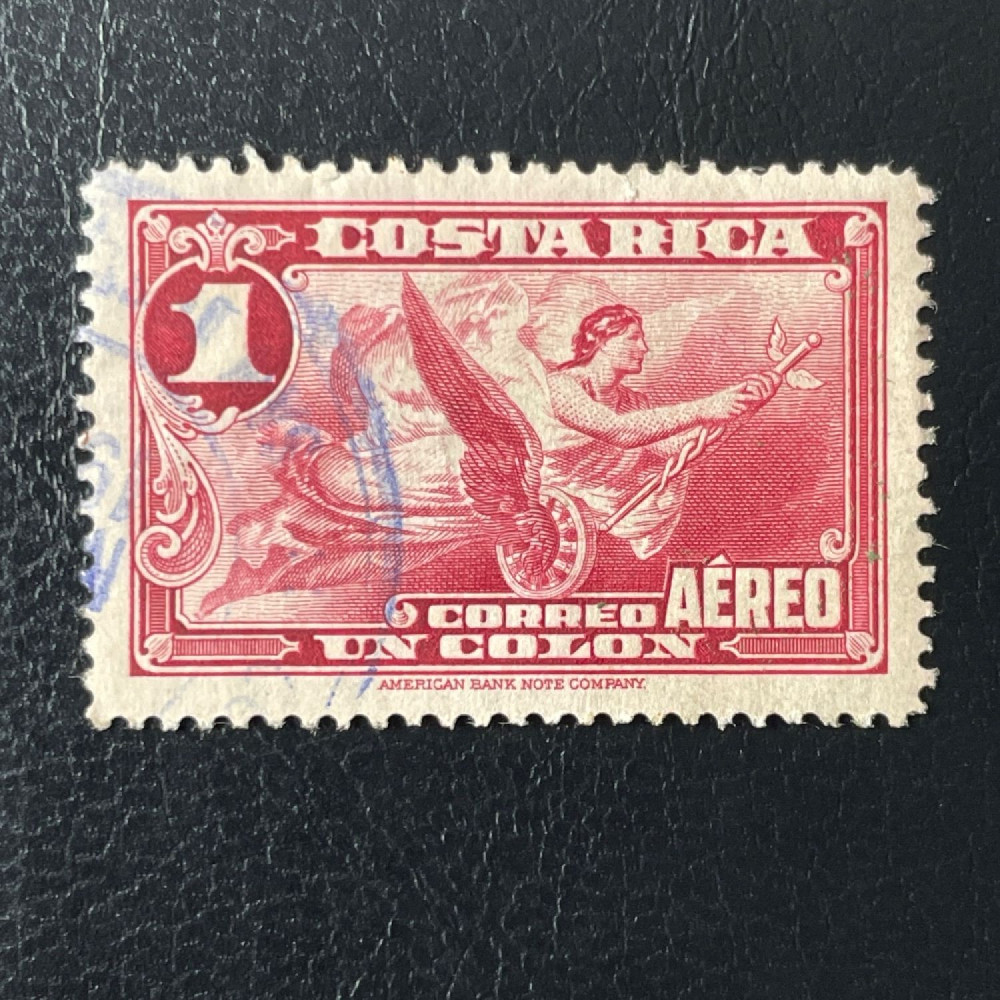 COSTA RICA
1
CORREO AÉREO
UN COLON
AMERICAN BANK NOTE COMPANY.